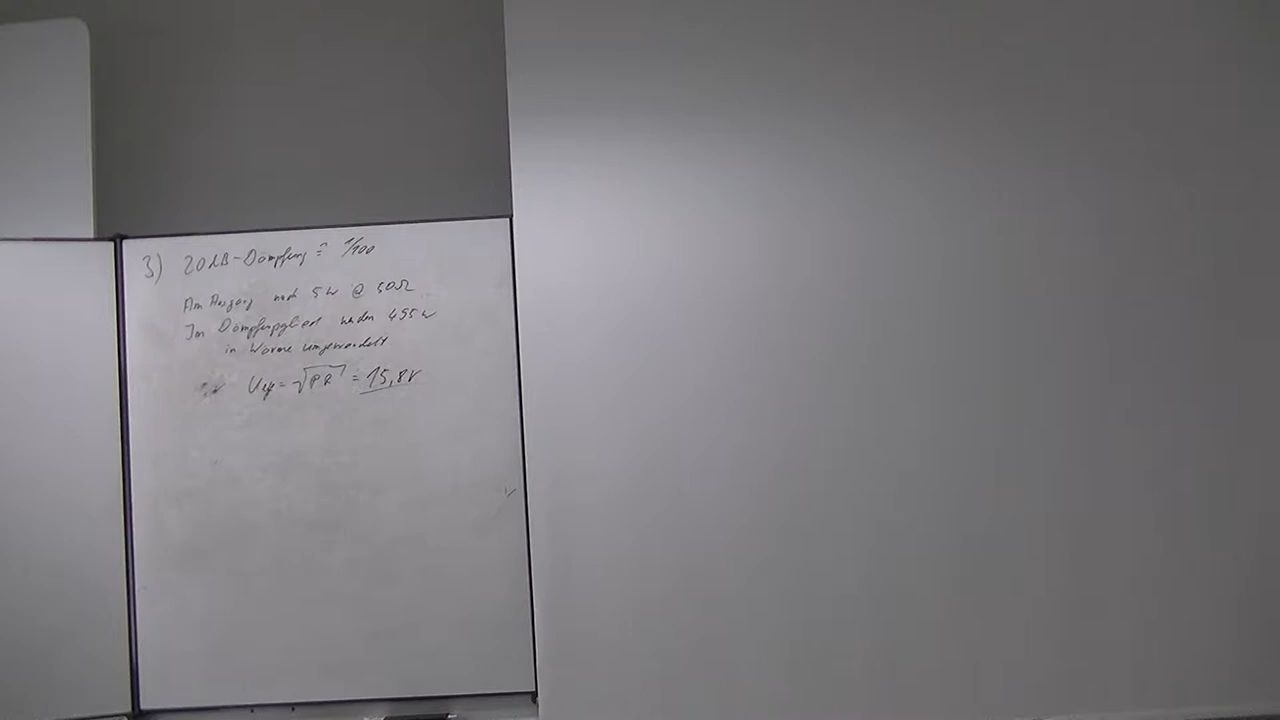 3) 20dB-Dämpfung ≙ 1/100
Am Ausgang noch 5W @ 50Ω
Im Dämpfungsglied werden 495W
in Wärme umgewandelt
Ueff = √PR = 15,8V